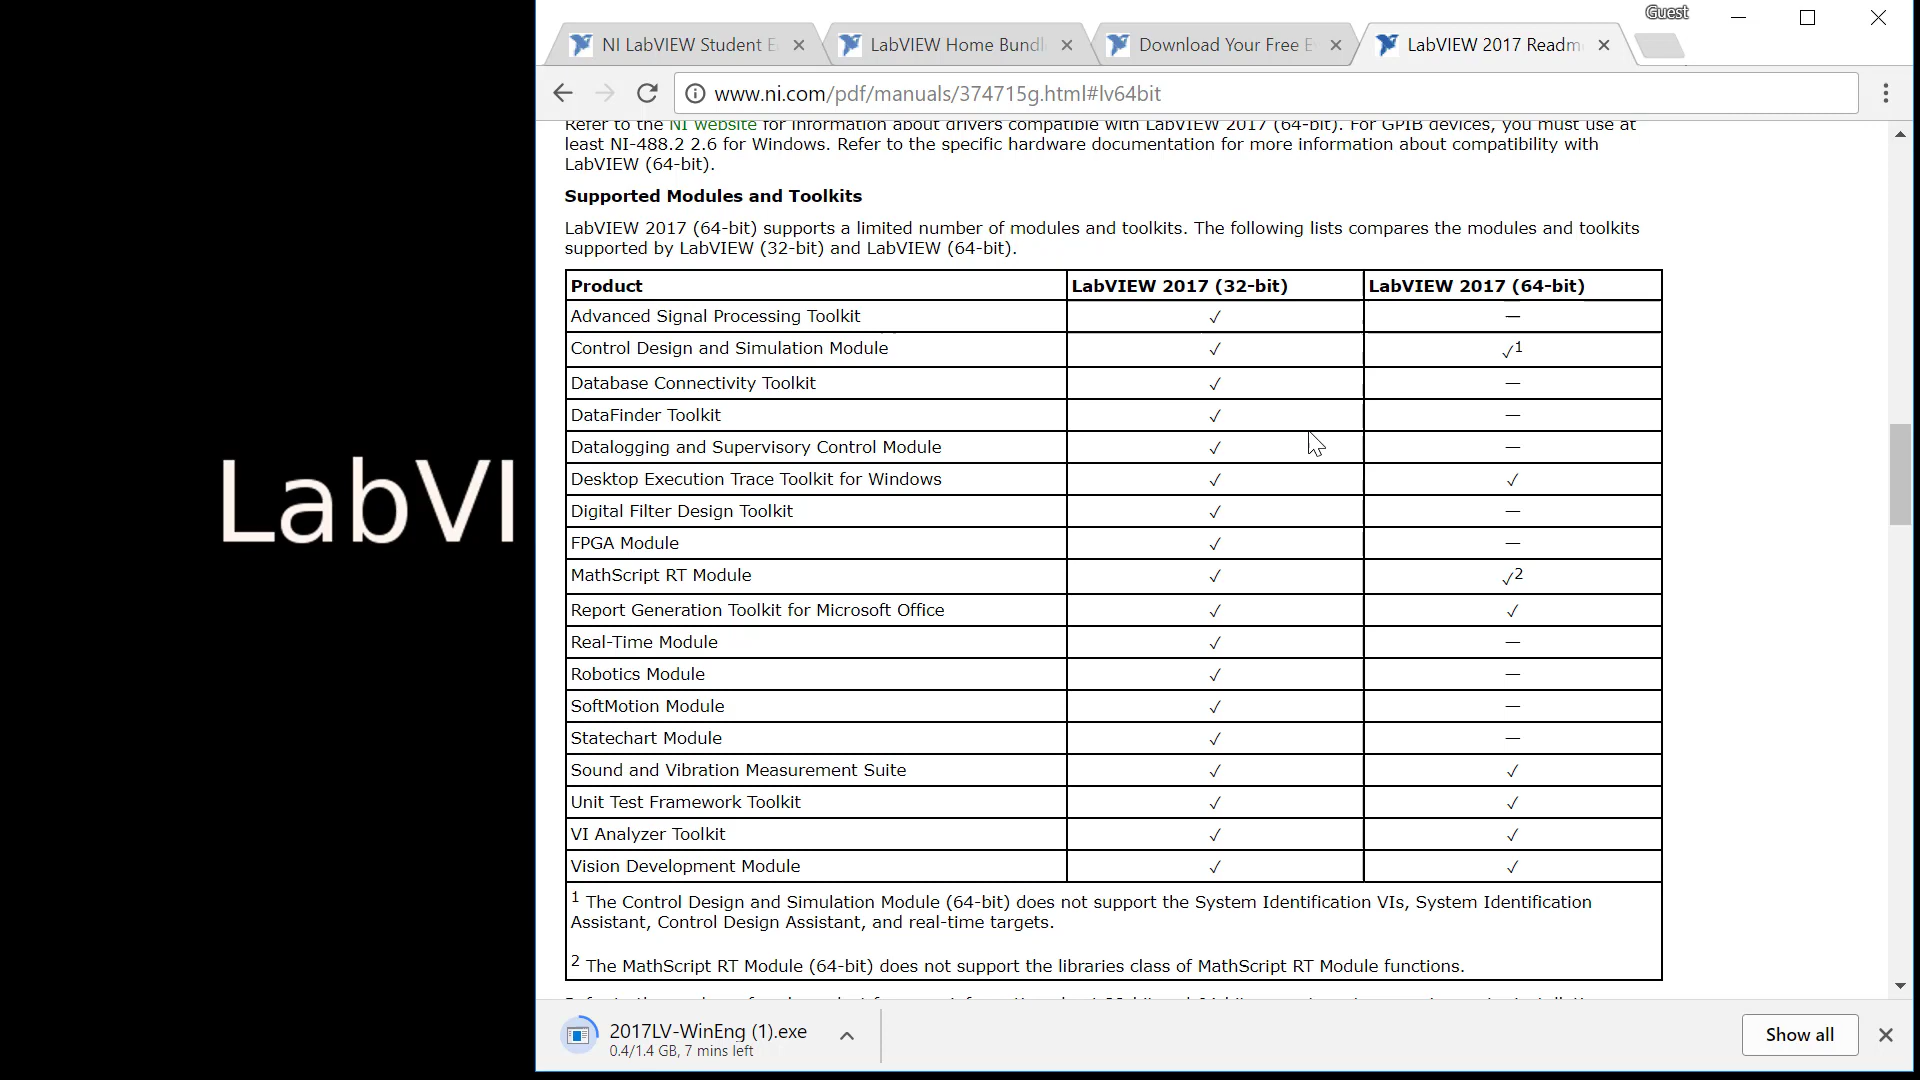 Guest
NI LabVIEW Student E
LabVIEW Home Bundl
Download Your Free E
LabVIEW 2017 Readm
www.ni.com/pdf/manuals/374715g.html#lv64bit
Refer to the NI website for information about drivers compatible with LabVIEW 2017 (64-bit). For GPIB devices, you must use at
least NI-488.2 2.6 for Windows. Refer to the specific hardware documentation for more information about compatibility with
LabVIEW (64-bit).
Supported Modules and Toolkits
LabVIEW 2017 (64-bit) supports a limited number of modules and toolkits. The following lists compares the modules and toolkits
supported by LabVIEW (32-bit) and LabVIEW (64-bit).
Product LabVIEW 2017 (32-bit) LabVIEW 2017 (64-bit)
Advanced Signal Processing Toolkit ✓ —
Control Design and Simulation Module ✓ ✓1
Database Connectivity Toolkit ✓ —
DataFinder Toolkit ✓ —
Datalogging and Supervisory Control Module ✓ —
Desktop Execution Trace Toolkit for Windows ✓ ✓
Digital Filter Design Toolkit ✓ —
FPGA Module ✓ —
MathScript RT Module ✓ ✓2
Report Generation Toolkit for Microsoft Office ✓ ✓
Real-Time Module ✓ —
Robotics Module ✓ —
SoftMotion Module ✓ —
Statechart Module ✓ —
Sound and Vibration Measurement Suite ✓ ✓
Unit Test Framework Toolkit ✓ ✓
VI Analyzer Toolkit ✓ ✓
Vision Development Module ✓ ✓
1 The Control Design and Simulation Module (64-bit) does not support the System Identification VIs, System Identification
Assistant, Control Design Assistant, and real-time targets.
2 The MathScript RT Module (64-bit) does not support the libraries class of MathScript RT Module functions.
2017LV-WinEng (1).exe
0.4/1.4 GB, 7 mins left
Show all
LabVI